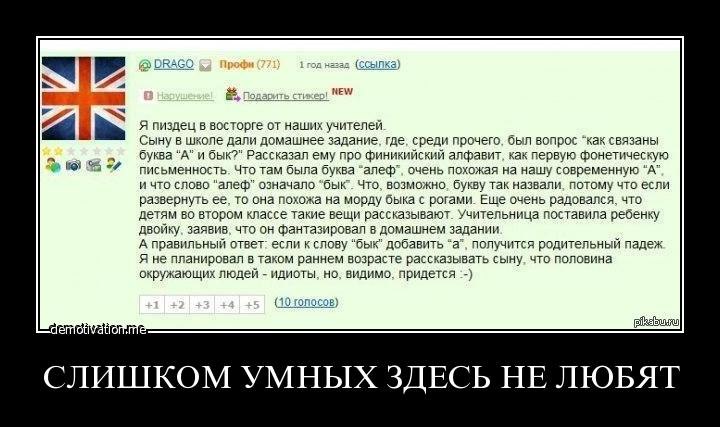 DRAGO Профи (771) 1 год назад (ссылка)
Нарушение! Подарить стикер! NEW
Я пиздец в восторге от наших учителей.
Сыну в школе дали домашнее задание, где, среди прочего, был вопрос "как связаны
буква "А" и бык?" Рассказал ему про финикийский алфавит, как первую фонетическую
письменность. Что там была буква "алеф", очень похожая на нашу современную "А",
и что слово "алеф" означало "бык". Что, возможно, букву так назвали, потому что если
развернуть ее, то она похожа на морду быка с рогами. Еще очень радовался, что
детям во втором классе такие вещи рассказывают. Учительница поставила ребенку
двойку, заявив, что он фантазировал в домашнем задании.
А правильный ответ: если к слову "бык" добавить "а", получится родительный падеж.
Я не планировал в таком раннем возрасте рассказывать сыну, что половина
окружающих людей - идиоты, но, видимо, придется :-)
+1 +2 +3 +4 +5 (10 голосов)
demotivation.me
pikabu.ru
СЛИШКОМ УМНЫХ ЗДЕСЬ НЕ ЛЮБЯТ